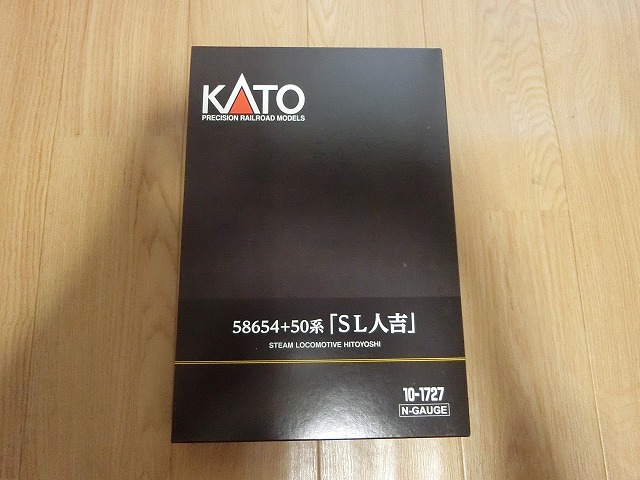 KATO
PRECISION RAILROAD MODELS
58654+50系「SL人吉」
STEAM LOCOMOTIVE HITOYOSHI
10-1727
N-GAUGE